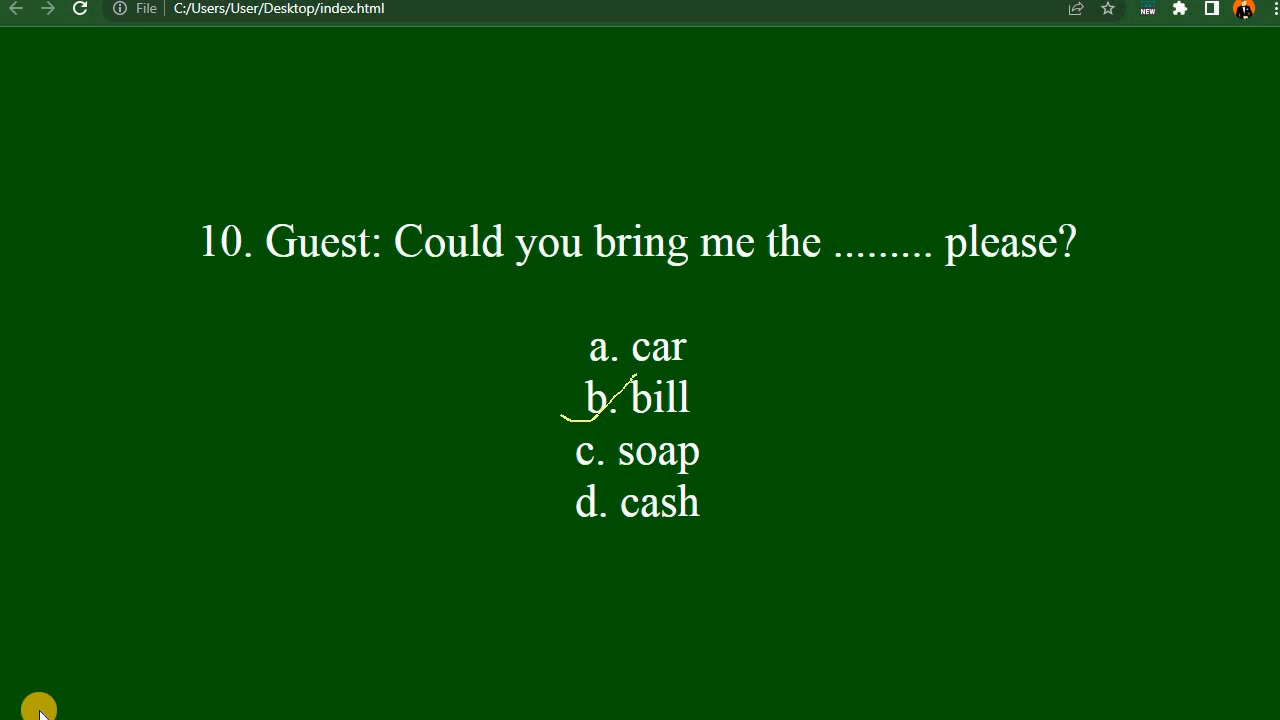 File C:/Users/User/Desktop/index.html
NEW
10. Guest: Could you bring me the ......... please?
a. car
b. bill
c. soap
d. cash